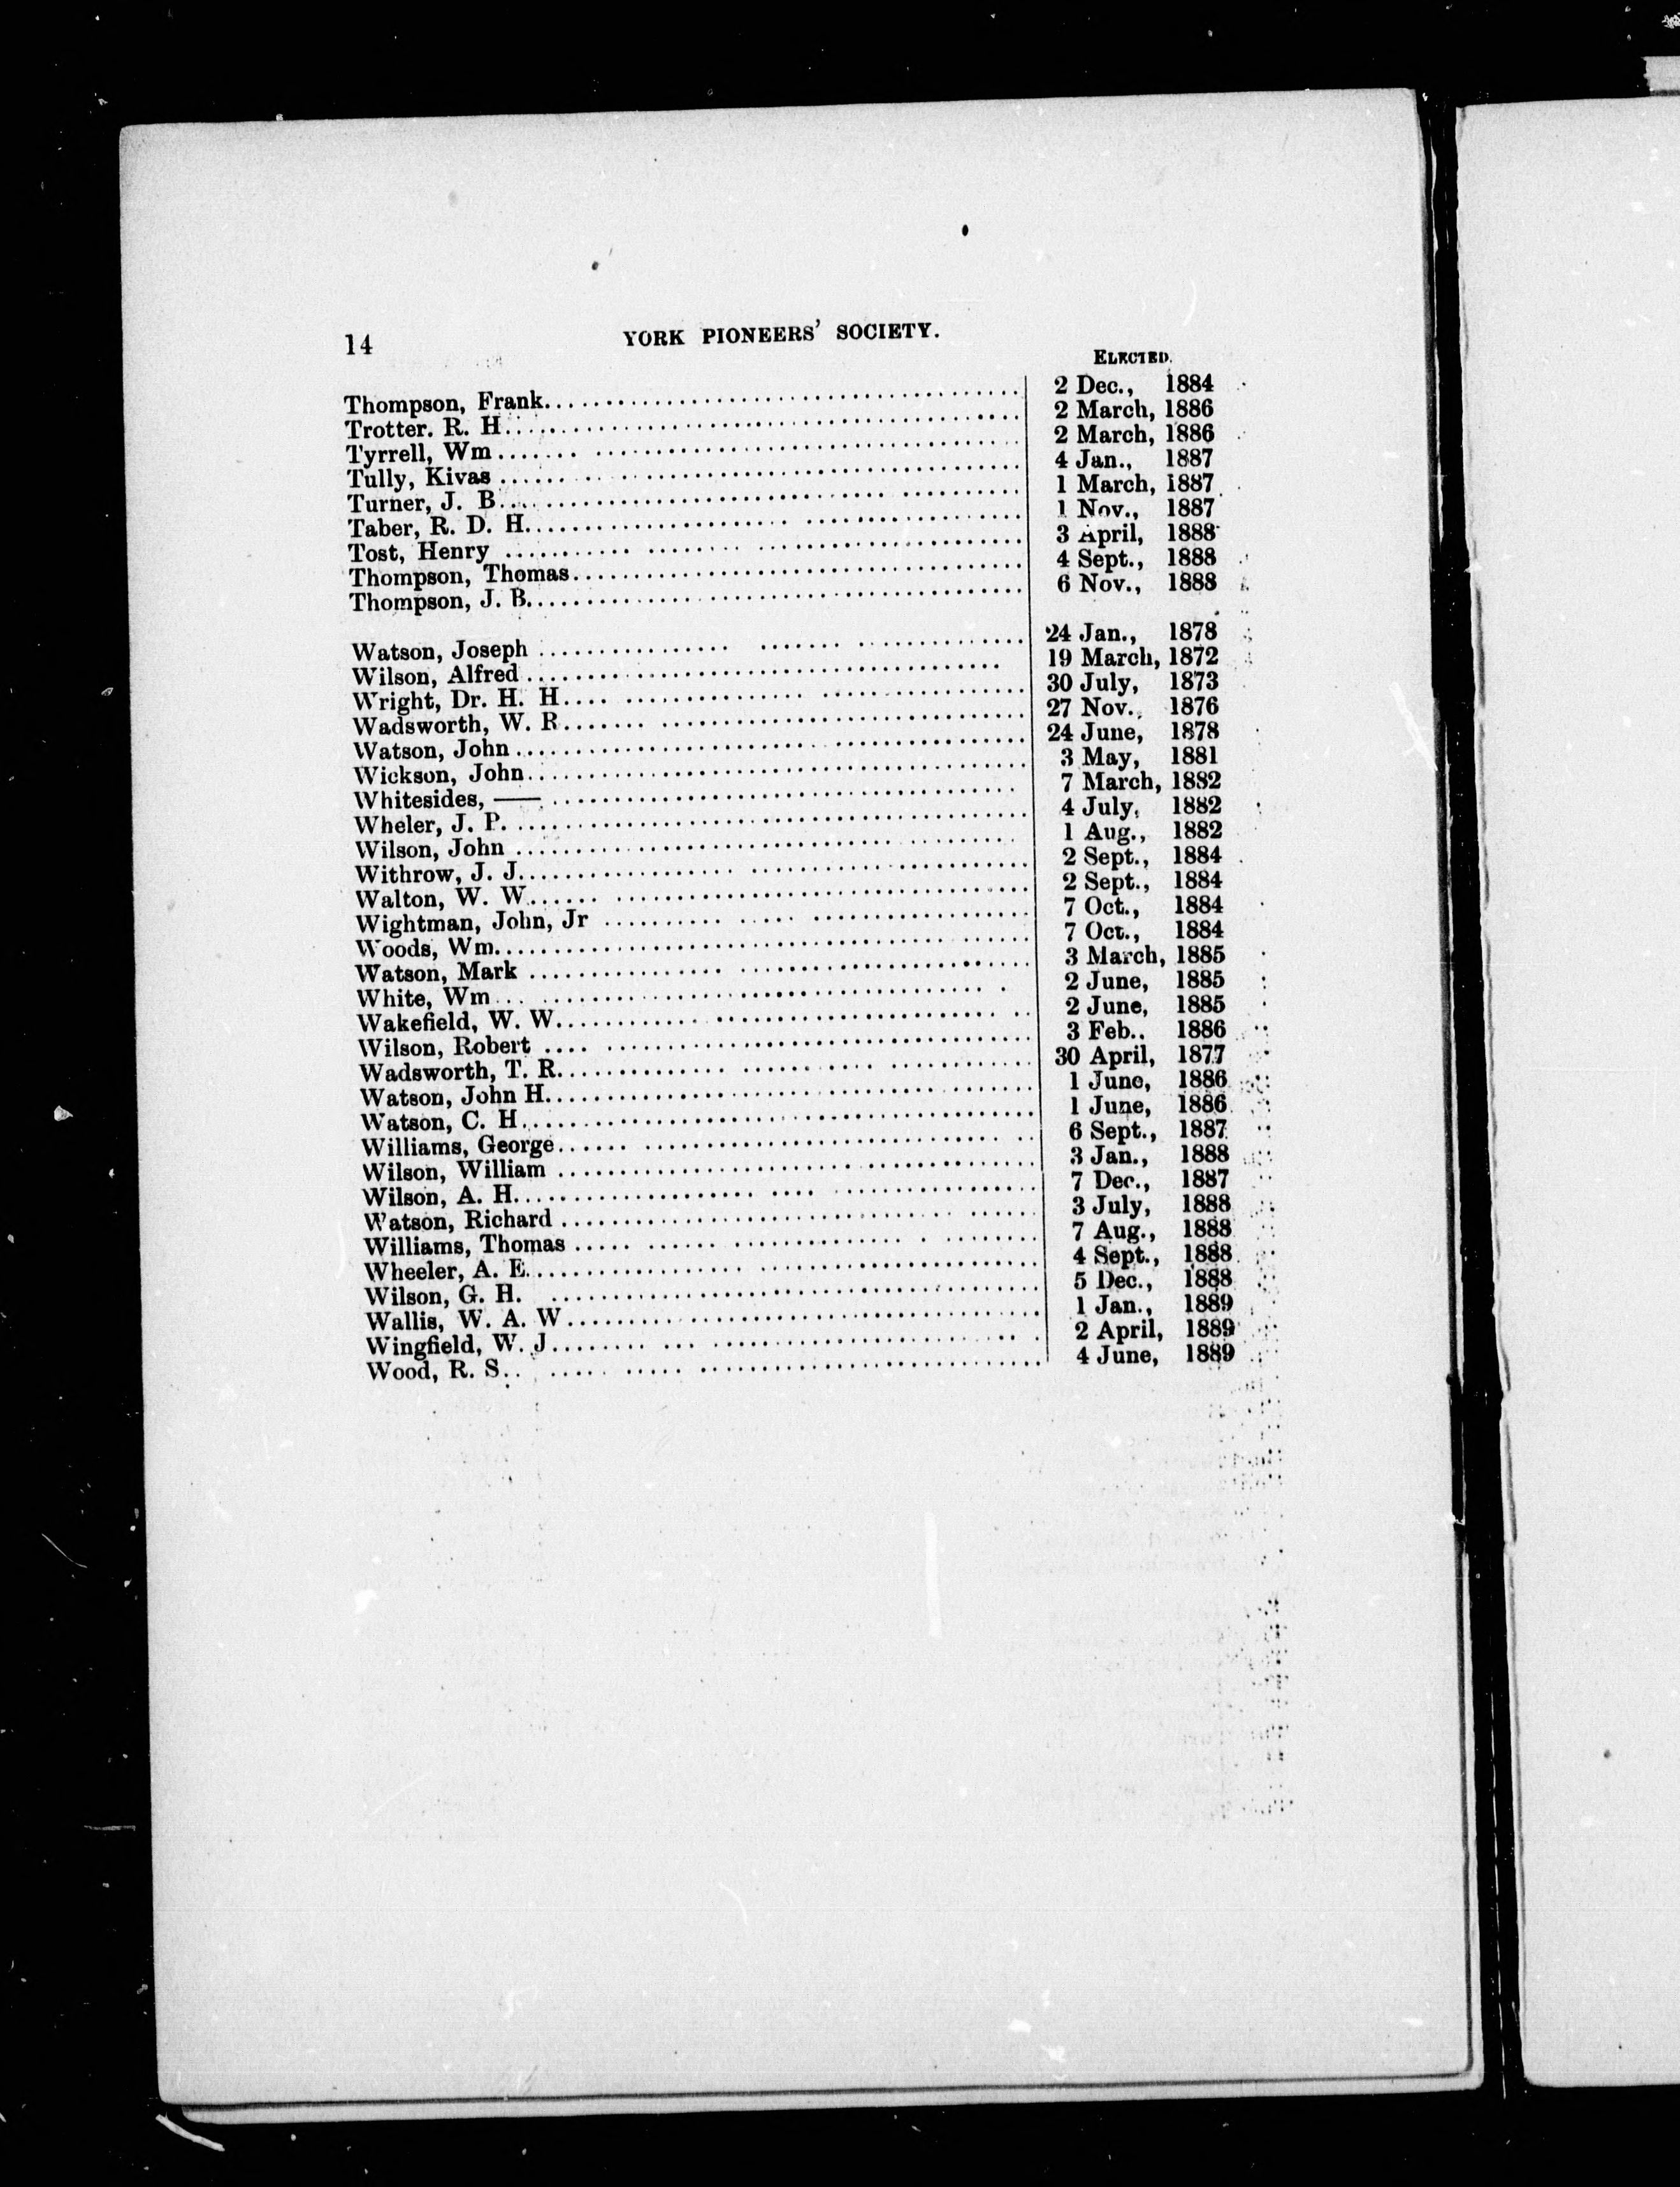 14 YORK PIONEERS' SOCIETY.
ELECTED.
Thompson, Frank 2 Dec., 1884
Trotter. R. H 2 March, 1886
Tyrrell, Wm 2 March, 1886
Tully, Kivas 4 Jan., 1887
Turner, J. B 1 March, 1887
Taber, R. D. H. 1 Nov., 1887
Tost, Henry 3 April, 1888
Thompson, Thomas 4 Sept., 1888
Thompson, J. B. 6 Nov., 1888
Watson, Joseph 24 Jan., 1878
Wilson, Alfred 19 March, 1872
Wright, Dr. H. H. 30 July, 1873
Wadsworth, W. R 27 Nov., 1876
Watson, John 24 June, 1878
Wickson, John 3 May, 1881
Whitesides, —— 7 March, 1882
Wheler, J. P. 4 July, 1882
Wilson, John 1 Aug., 1882
Withrow, J. J. 2 Sept., 1884
Walton, W. W. 2 Sept., 1884
Wightman, John, Jr 7 Oct., 1884
Woods, Wm. 7 Oct., 1884
Watson, Mark 3 March, 1885
White, Wm 2 June, 1885
Wakefield, W. W. 2 June, 1885
Wilson, Robert 3 Feb.. 1886
Wadsworth, T. R. 30 April, 1877
Watson, John H. 1 June, 1886
Watson, C. H. 1 June, 1886
Williams, George 6 Sept., 1887
Wilson, William 3 Jan., 1888
Wilson, A. H. 7 Dec., 1887
Watson, Richard 3 July, 1888
Williams, Thomas 7 Aug., 1888
Wheeler, A. E. 4 Sept., 1888
Wilson, G. H. 5 Dec., 1888
Wallis, W. A. W 1 Jan., 1889
Wingfield, W. J. 2 April, 1889
Wood, R. S. 4 June, 1889